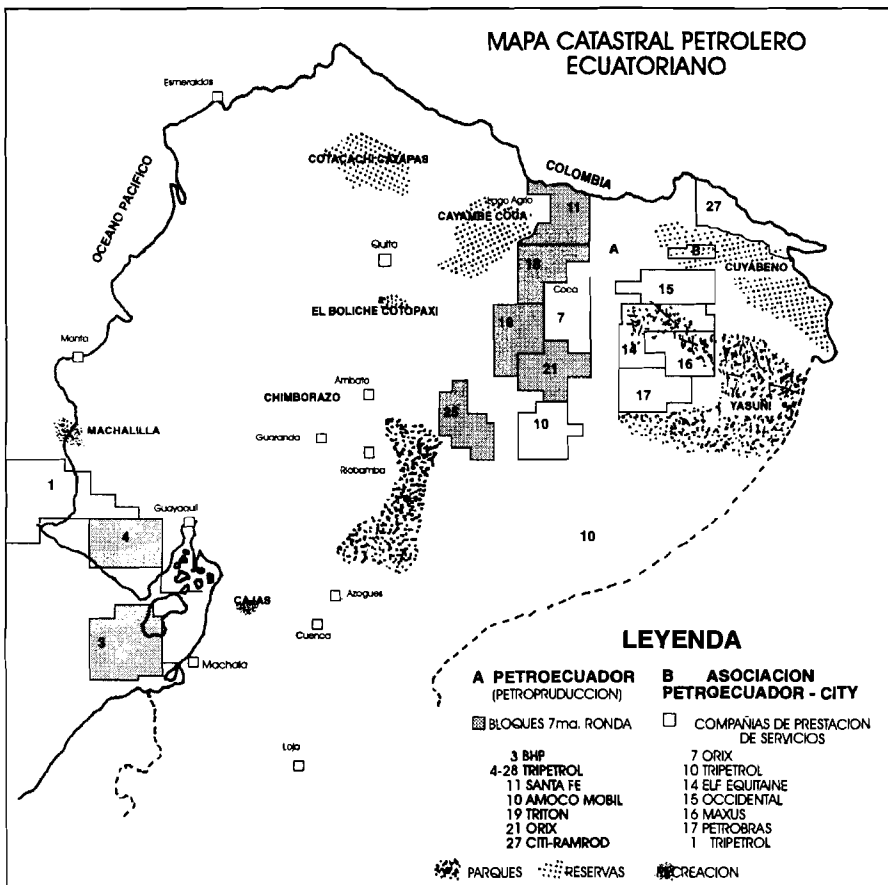 MAPA CATASTRAL PETROLERO
ECUATORIANO
Esmeraldas
OCEANO PACIFICO
COTACACHI-CAYAPAS
COLOMBIA
Lago Agrio
11
27
CAYAMBE COCA
A
B
Quito
CUYABENO
18
15
Coca
EL BOLICHE COTOPAXI
7
19
Manta
14
16
21
Ambato
17
YASUNI
CHIMBORAZO
10
Guaranda
MACHALILLA
Riobamba
1
Guayaquil
4
10
Azogues
CAJAS
Cuenca
3
Machala
Loja
LEYENDA
A PETROECUADOR
(PETROPRUDUCCION)
B ASOCIACION
PETROECUADOR - CITY
BLOQUES 7ma. RONDA
COMPAÑIAS DE PRESTACION
DE SERVICIOS
3 BHP
4-28 TRIPETROL
11 SANTA FE
10 AMOCO MOBIL
19 TRITON
21 ORIX
27 CITI-RAMROD
7 ORIX
10 TRIPETROL
14 ELF EQUITAINE
15 OCCIDENTAL
16 MAXUS
17 PETROBRAS
1 TRIPETROL
PARQUES
RESERVAS
RECREACION